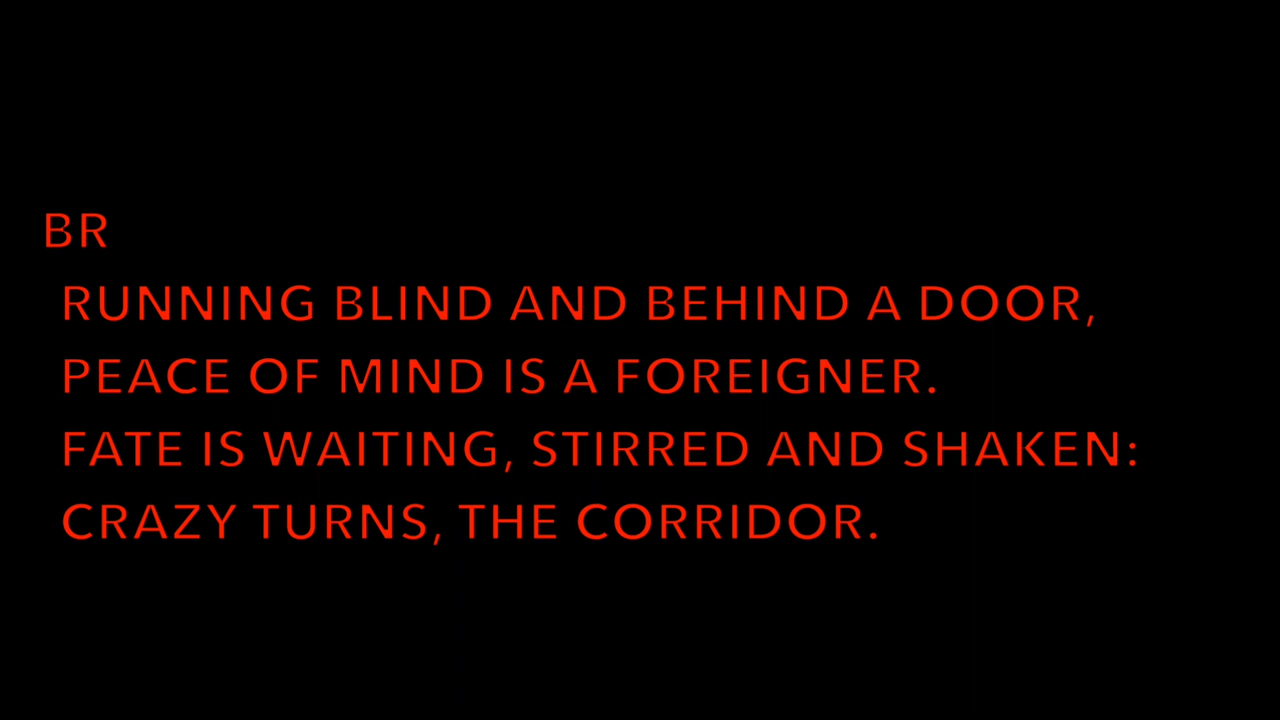 BR
RUNNING BLIND AND BEHIND A DOOR,
PEACE OF MIND IS A FOREIGNER.
FATE IS WAITING, STIRRED AND SHAKEN:
CRAZY TURNS, THE CORRIDOR.